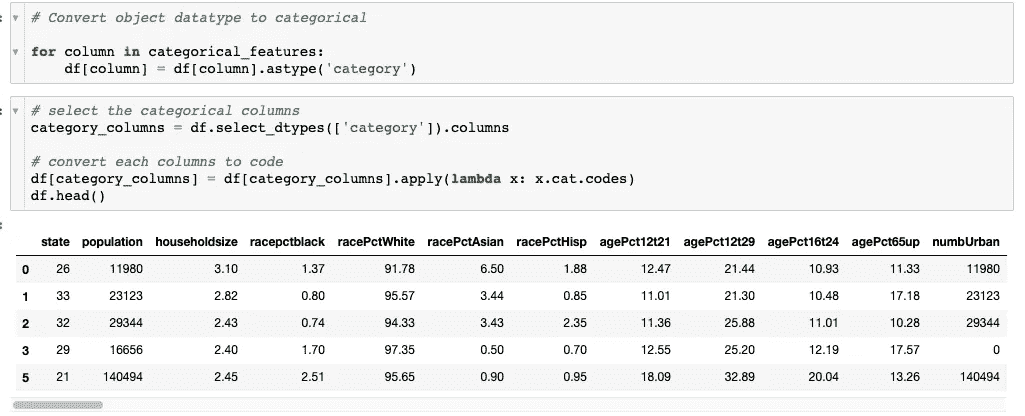 # Convert object datatype to categorical
for column in categorical_features:
    df[column] = df[column].astype('category')
# select the categorical columns
category_columns = df.select_dtypes(['category']).columns
# convert each columns to code
df[category_columns] = df[category_columns].apply(lambda x: x.cat.codes)
df.head()
state population householdsize racepctblack racePctWhite racePctAsian racePctHisp agePct12t21 agePct12t29 agePct16t24 agePct65up numbUrban
0 26 11980 3.10 1.37 91.78 6.50 1.88 12.47 21.44 10.93 11.33 11980
1 33 23123 2.82 0.80 95.57 3.44 0.85 11.01 21.30 10.48 17.18 23123
2 32 29344 2.43 0.74 94.33 3.43 2.35 11.36 25.88 11.01 10.28 29344
3 29 16656 2.40 1.70 97.35 0.50 0.70 12.55 25.20 12.19 17.57 0
5 21 140494 2.45 2.51 95.65 0.90 0.95 18.09 32.89 20.04 13.26 140494